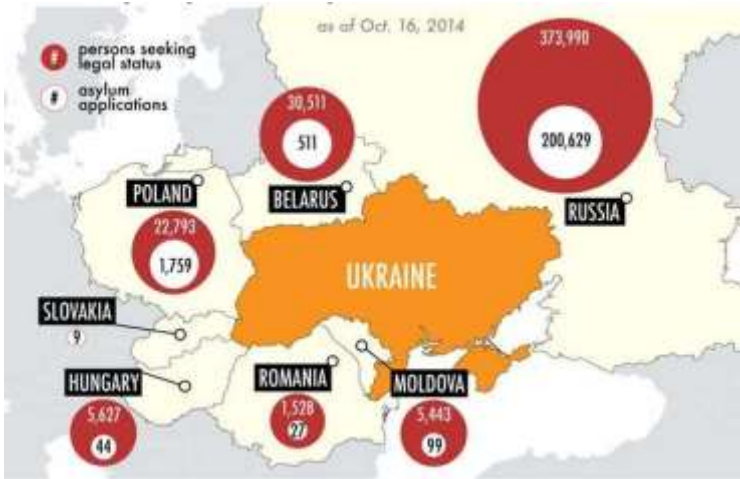 as of Oct. 16, 2014
# persons seeking
legal status
# asylum
applications
373,990
200,629
RUSSIA
30,511
511
BELARUS
POLAND
22,793
1,759
UKRAINE
SLOVAKIA
9
HUNGARY
5,627
44
ROMANIA
1,528
27
MOLDOVA
5,443
99